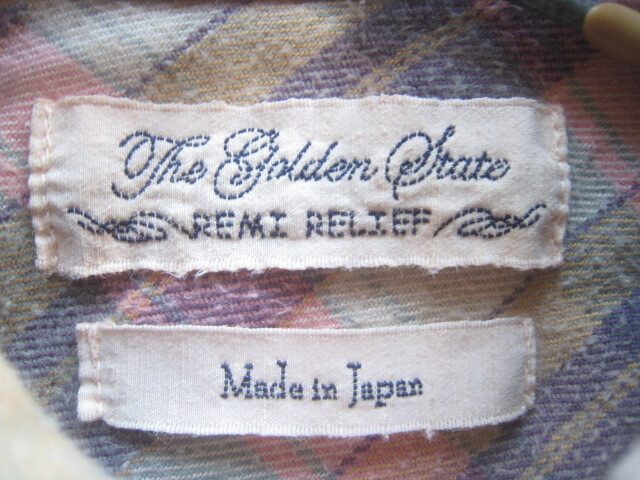 The Golden State
REMI RELIEF
Made in Japan